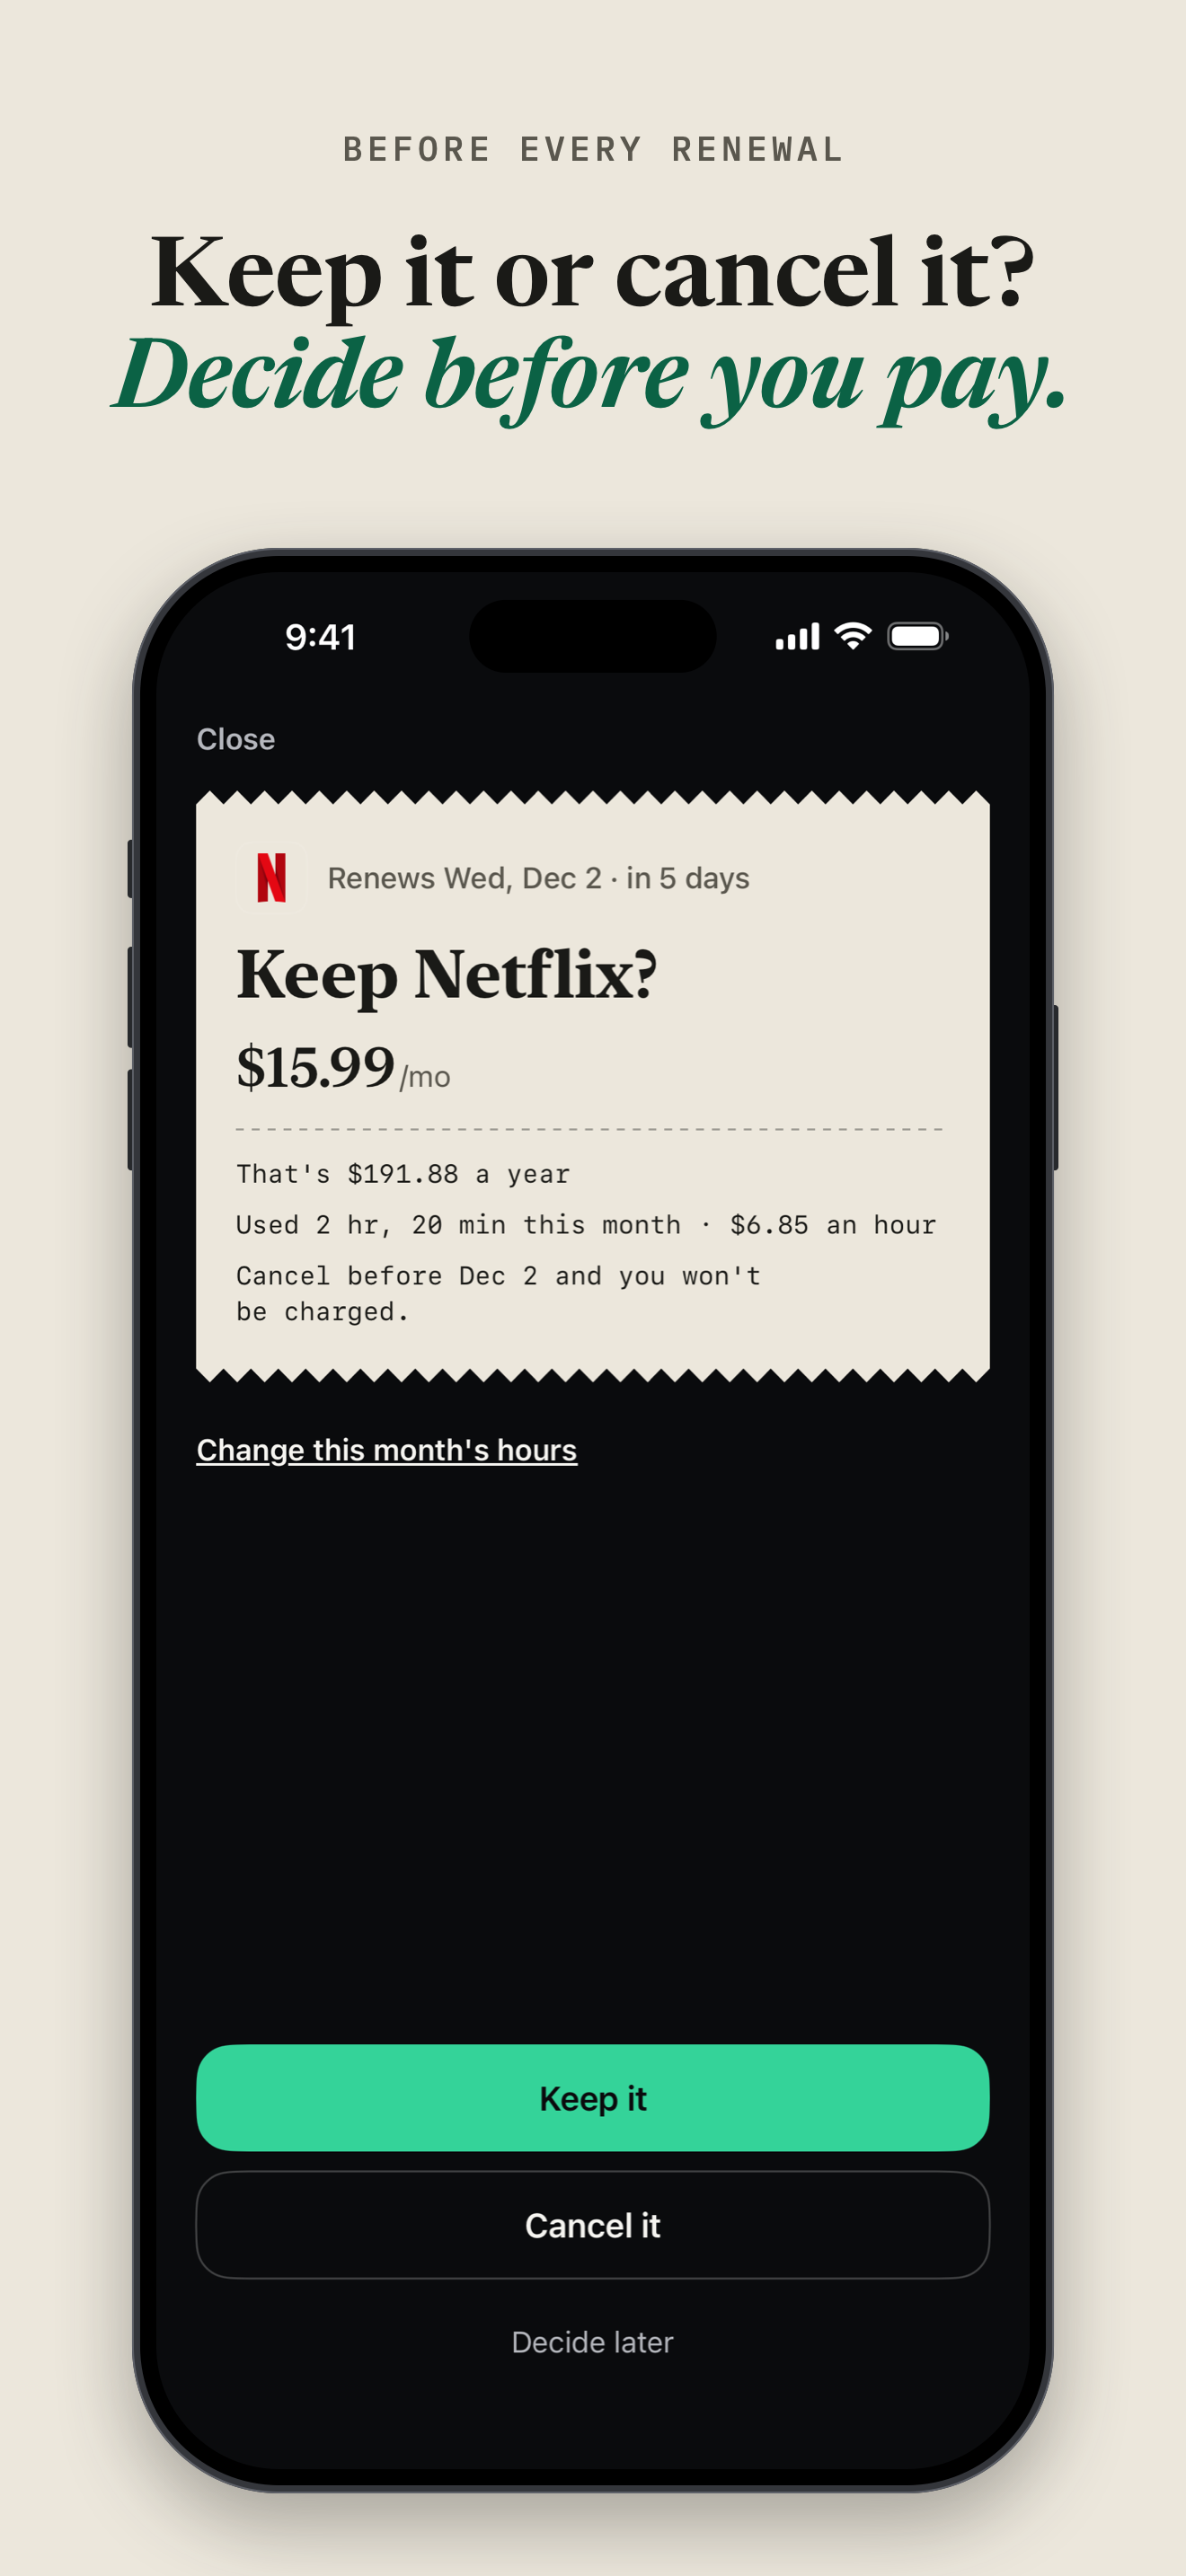 BEFORE EVERY RENEWAL
Keep it or cancel it?
Decide before you pay.
9:41
Close
N
Renews Wed, Dec 2 · in 5 days
Keep Netflix?
$15.99/mo
That's $191.88 a year
Used 2 hr, 20 min this month · $6.85 an hour
Cancel before Dec 2 and you won't
be charged.
Change this month's hours
Keep it
Cancel it
Decide later